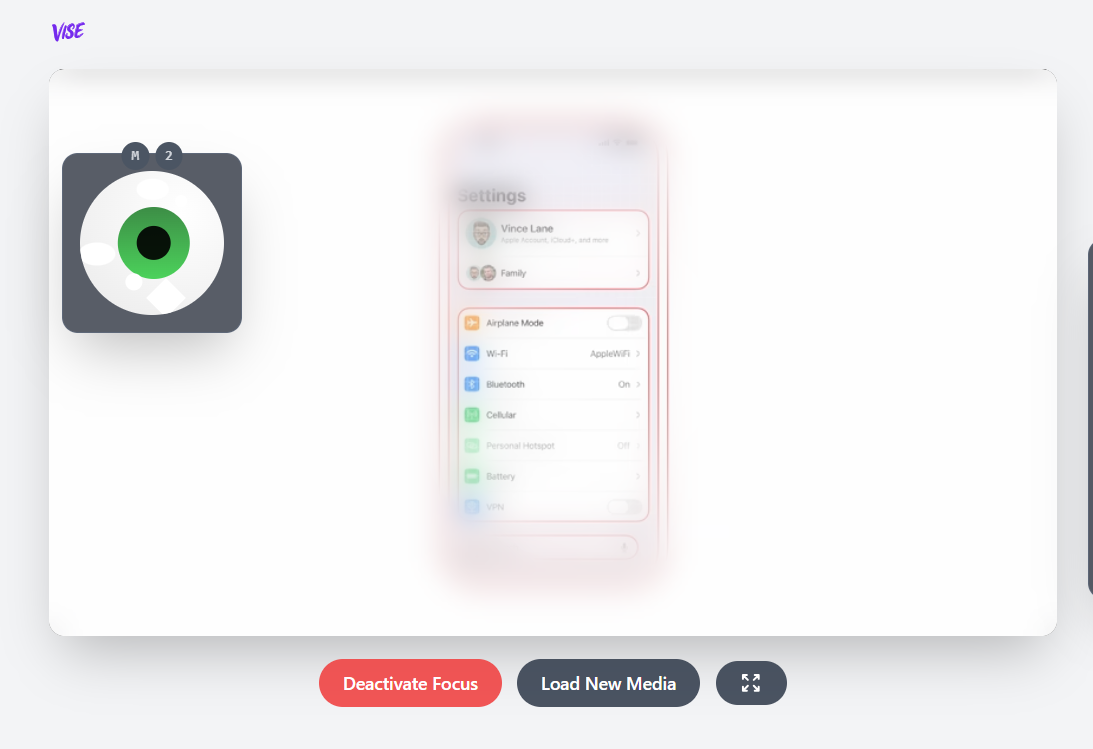 VISE
M 2
Settings
Vince Lane
Apple Account, iCloud+, and more
Family
Airplane Mode
Wi-Fi AppleWiFi
Bluetooth On
Cellular
Personal Hotspot Off
Battery
VPN
Deactivate Focus Load New Media